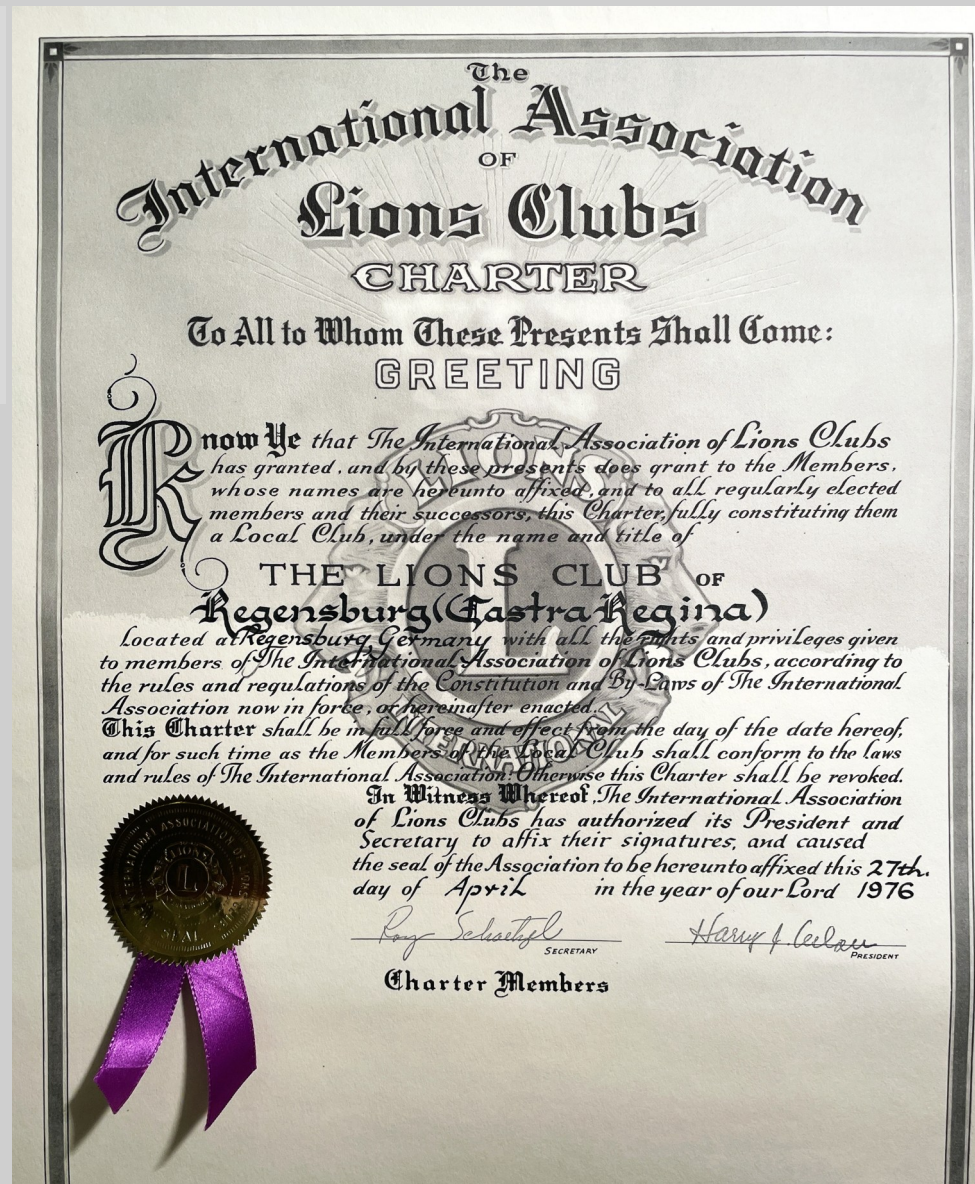 The
International Association
OF
Lions Clubs
CHARTER
To All to Whom These Presents Shall Come:
GREETING
Know Ye that The International Association of Lions Clubs
has granted, and by these presents does grant to the Members,
whose names are hereunto affixed, and to all regularly elected
members and their successors, this Charter, fully constituting them
a Local Club, under the name and title of
THE LIONS CLUB OF
Regensburg (Castra Regina)
Located at Regensburg Germany with all the rights and privileges given
to members of The International Association of Lions Clubs, according to
the rules and regulations of the Constitution and By-Laws of The International
Association now in force, or hereinafter enacted.
This Charter shall be in full force and effect from the day of the date hereof,
and for such time as the Members of the Local Club shall conform to the laws
and rules of The International Association: Otherwise this Charter shall be revoked.
In Witness Whereof, The International Association
of Lions Clubs has authorized its President and
Secretary to affix their signatures, and caused
the seal of the Association to be hereunto affixed this 27th.
day of April in the year of our Lord 1976
Roy Schaetzel Harry J.
SECRETARY PRESIDENT
Charter Members
LIONS
L
INTERNATIONAL
LIONS
L
SEAL